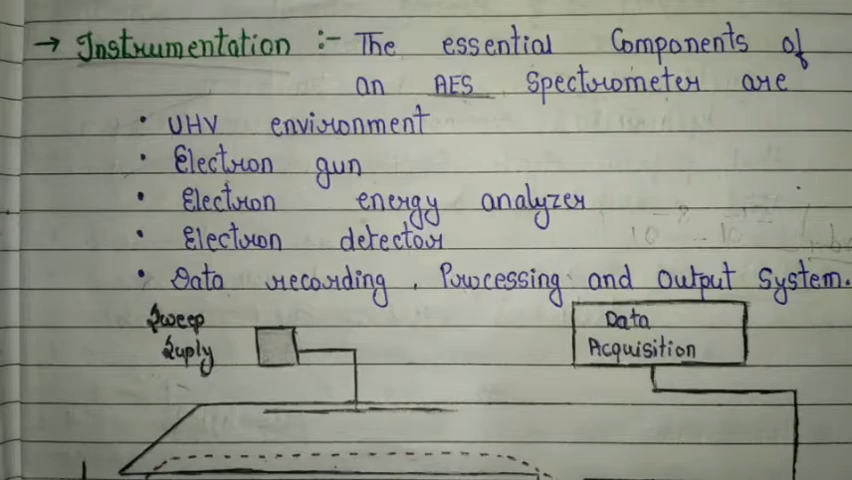 → Instrumentation :- The essential Components of
an AES Spectrometer are
• UHV environment
• Electron gun
• Electron energy analyzer
• Electron detector
• Data recording, Processing and Output System.
Sweep
Suply
Data
Acquisition